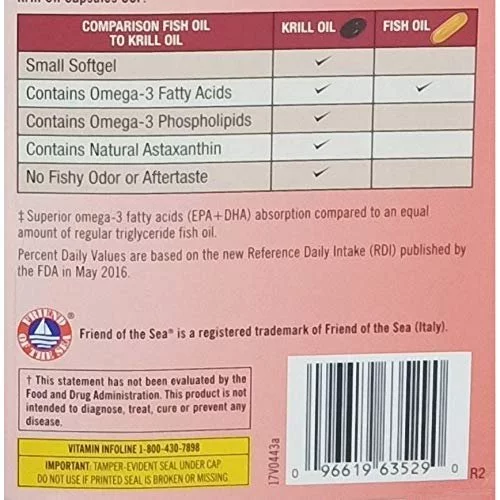 COMPARISON FISH OIL KRILL OIL FISH OIL
TO KRILL OIL
Small Softgel ✓
Contains Omega-3 Fatty Acids ✓ ✓
Contains Omega-3 Phospholipids ✓
Contains Natural Astaxanthin ✓
No Fishy Odor or Aftertaste ✓
‡ Superior omega-3 fatty acids (EPA+DHA) absorption compared to an equal
amount of regular triglyceride fish oil.
Percent Daily Values are based on the new Reference Daily Intake (RDI) published by
the FDA in May 2016.
FRIEND OF THE SEA ®
Friend of the Sea® is a registered trademark of Friend of the Sea (Italy).
† This statement has not been evaluated by the
Food and Drug Administration. This product is not
intended to diagnose, treat, cure or prevent any
disease.
VITAMIN INFOLINE 1-800-430-7898
IMPORTANT: TAMPER-EVIDENT SEAL UNDER CAP.
DO NOT USE IF PRINTED SEAL IS BROKEN OR MISSING.
17V0443a
0 96619 63529 0
R2